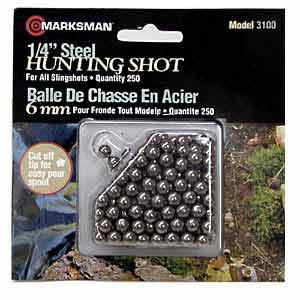 MARKSMAN
Model 3100
1/4" Steel
HUNTING SHOT
For All Slingshots • Quantity 250
Balle De Chasse En Acier
6 mm Pour Fronde Tout Modele • Quantite 250
Cut off
tip for
easy pour
spout